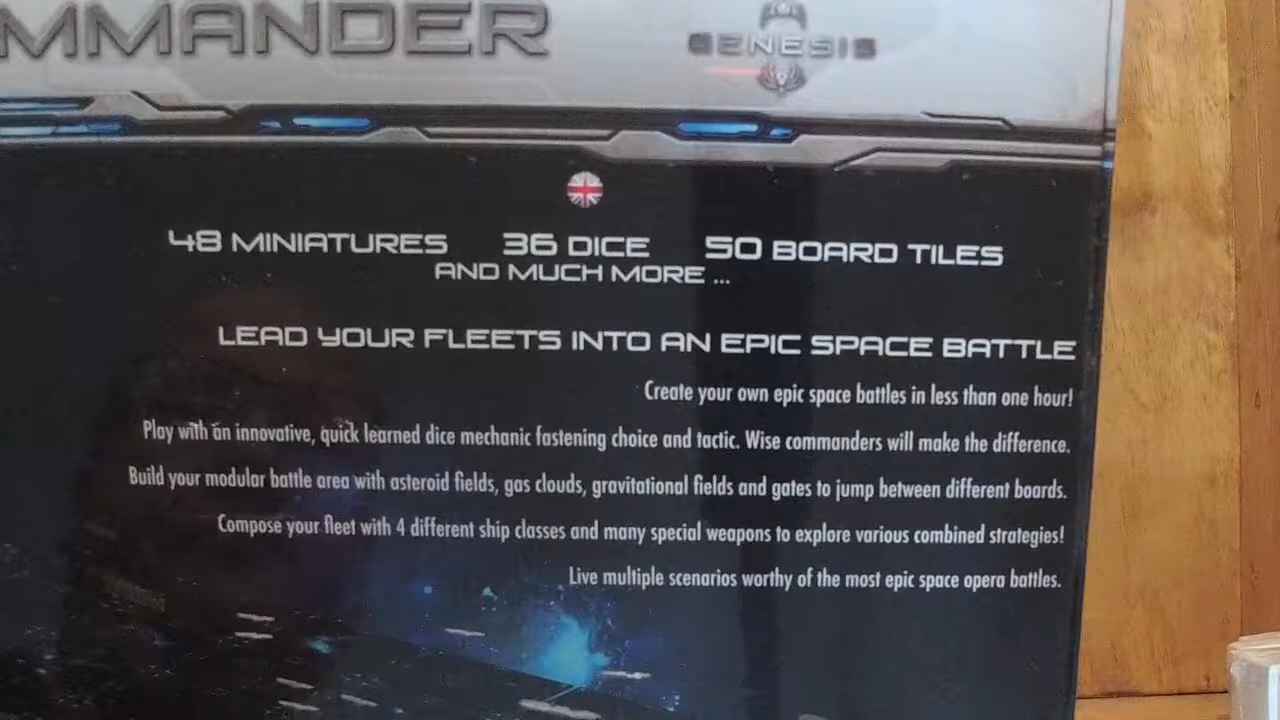 MMANDER
GENESIS
48 MINIATURES 36 DICE 50 BOARD TILES
AND MUCH MORE ...
LEAD YOUR FLEETS INTO AN EPIC SPACE BATTLE
Create your own epic space battles in less than one hour!
Play with an innovative, quick learned dice mechanic fastening choice and tactic. Wise commanders will make the difference.
Build your modular battle area with asteroid fields, gas clouds, gravitational fields and gates to jump between different boards.
Compose your fleet with 4 different ship classes and many special weapons to explore various combined strategies!
Live multiple scenarios worthy of the most epic space opera battles.